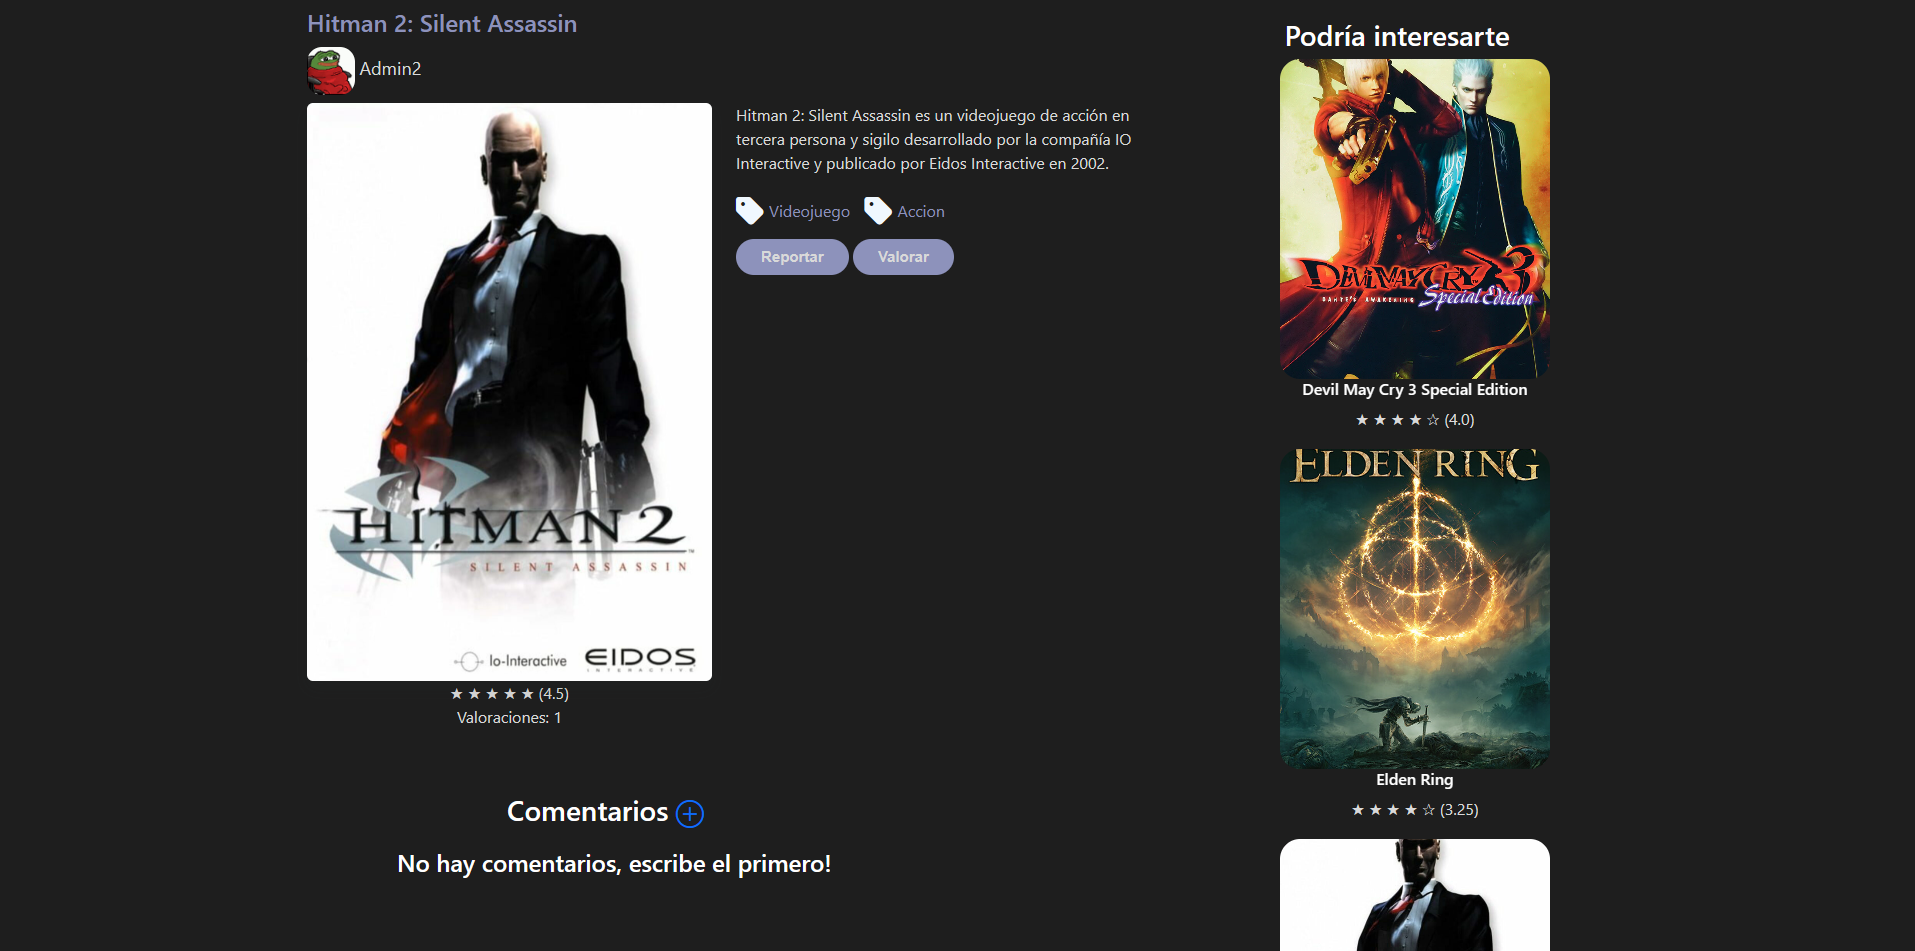 Hitman 2: Silent Assassin
Admin2
Hitman 2: Silent Assassin es un videojuego de acción en
tercera persona y sigilo desarrollado por la compañía IO
Interactive y publicado por Eidos Interactive en 2002.
Videojuego Accion
Reportar Valorar
HITMAN 2
SILENT ASSASSIN
Io-Interactive EIDOS
INTERACTIVE
★ ★ ★ ★ ★ (4.5)
Valoraciones: 1
Comentarios
No hay comentarios, escribe el primero!
Podría interesarte
DEVIL MAY CRY 3
DANTE'S AWAKENING Special Edition
Devil May Cry 3 Special Edition
★ ★ ★ ★ ☆ (4.0)
ELDEN RING
Elden Ring
★ ★ ★ ★ ☆ (3.25)